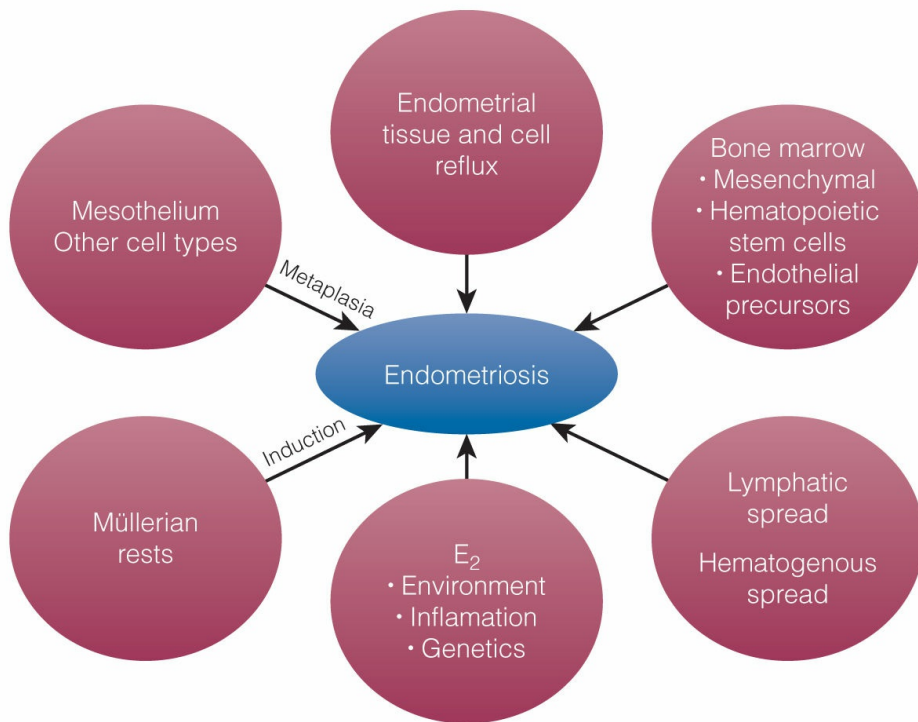 Endometrial
tissue and cell
reflux
Mesothelium
Other cell types
Bone marrow
• Mesenchymal
• Hematopoietic
stem cells
• Endothelial
precursors
Metaplasia
Endometriosis
Induction
Müllerian
rests
E₂
• Environment
• Inflamation
• Genetics
Lymphatic
spread
Hematogenous
spread